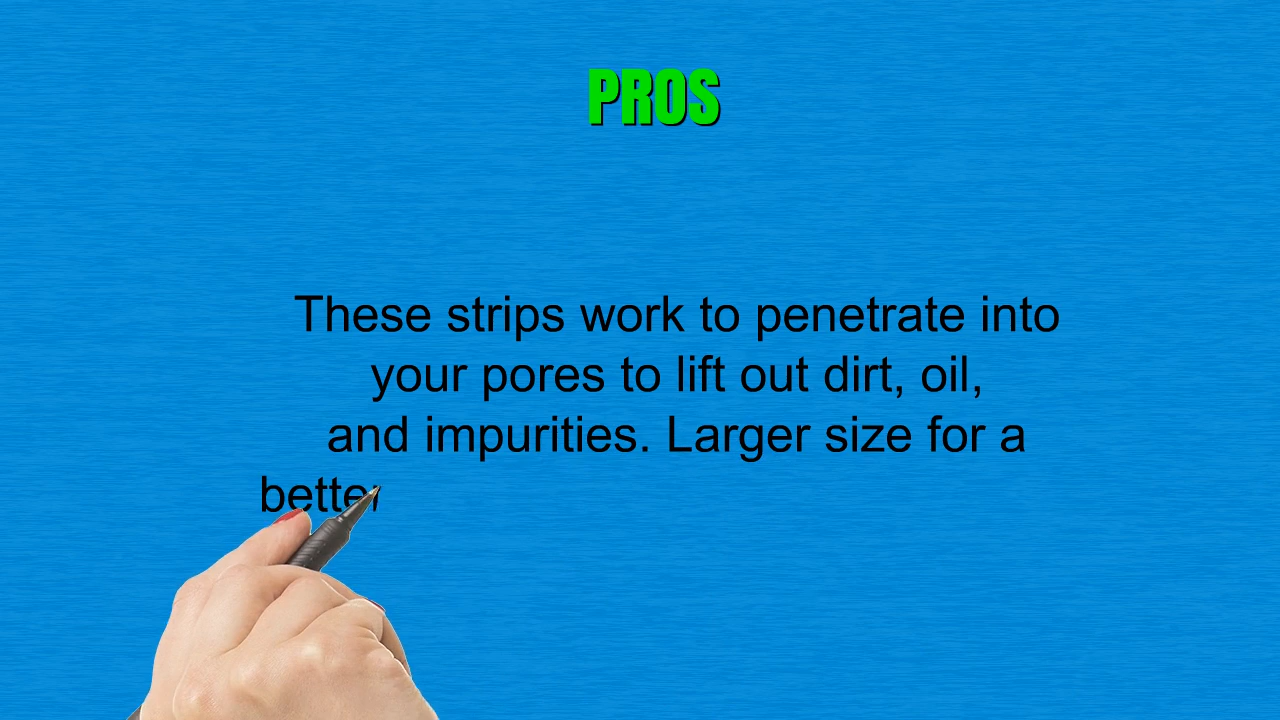 PROS
These strips work to penetrate into
your pores to lift out dirt, oil,
and impurities. Larger size for a
better